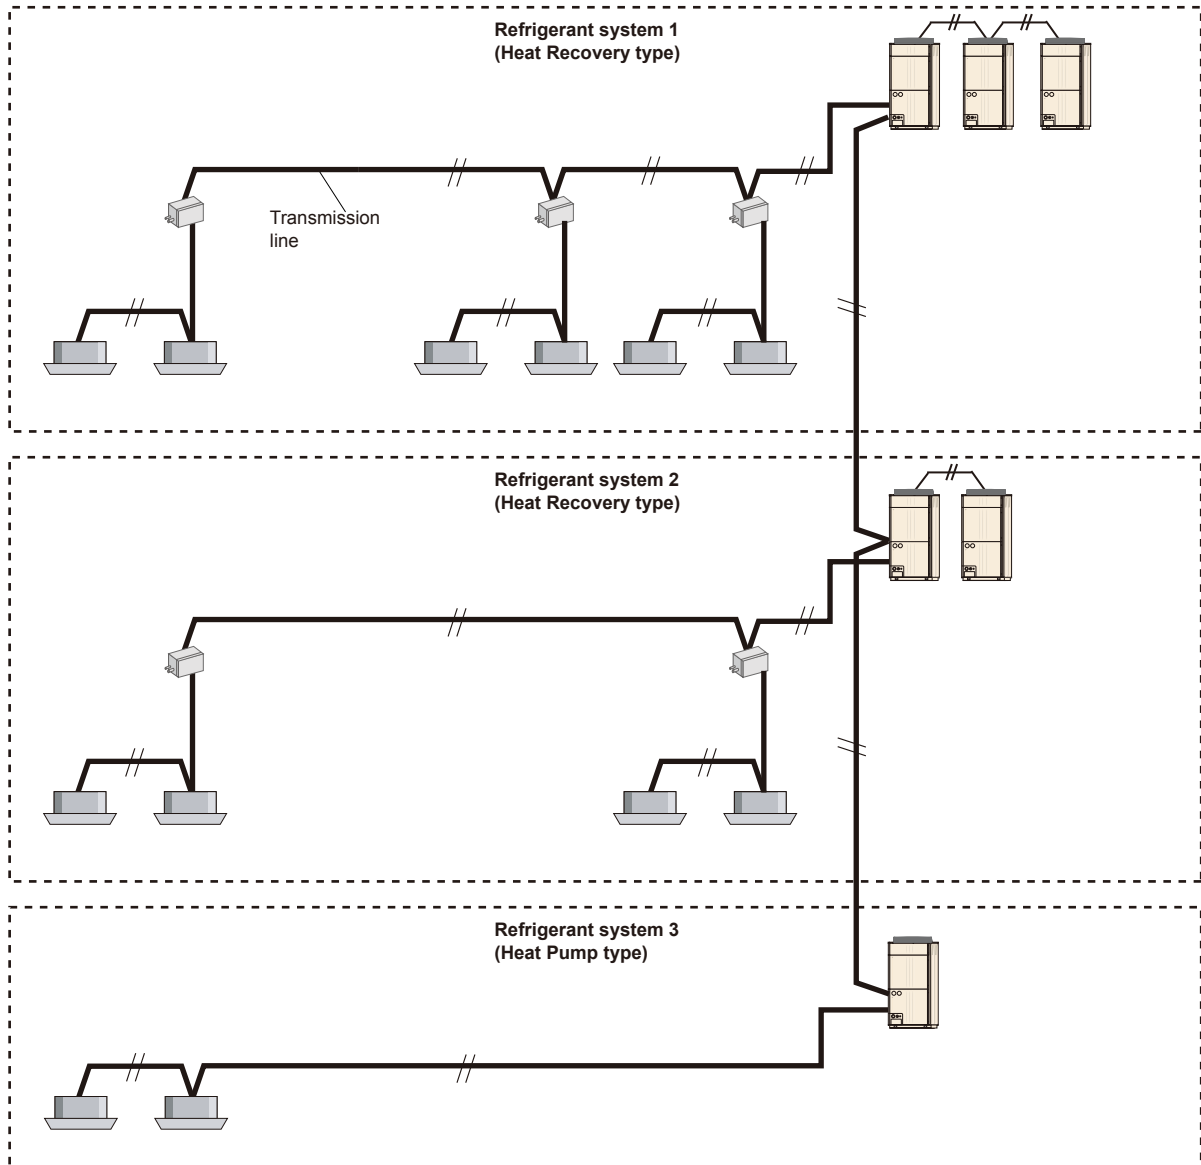 Refrigerant system 1
(Heat Recovery type)
Transmission
line
Refrigerant system 2
(Heat Recovery type)
Refrigerant system 3
(Heat Pump type)